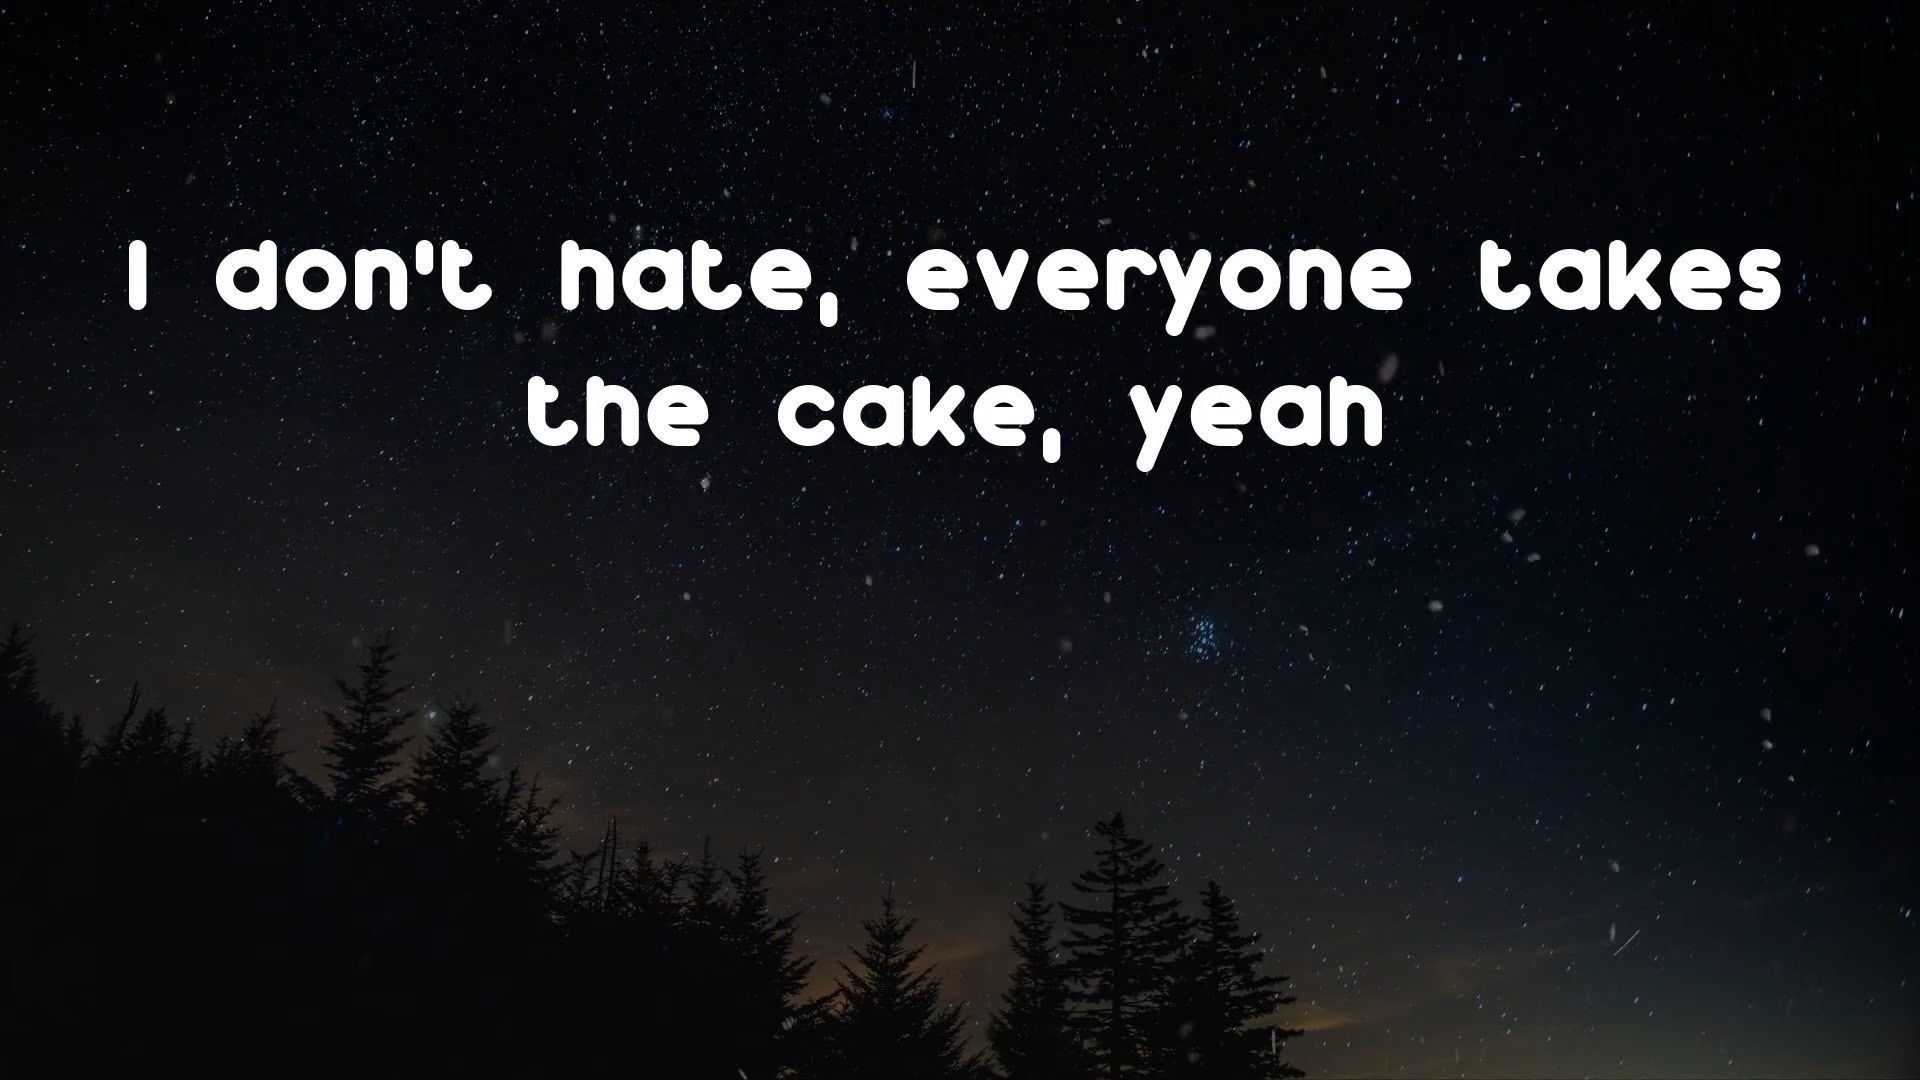 I don't hate, everyone takes
the cake, yeah